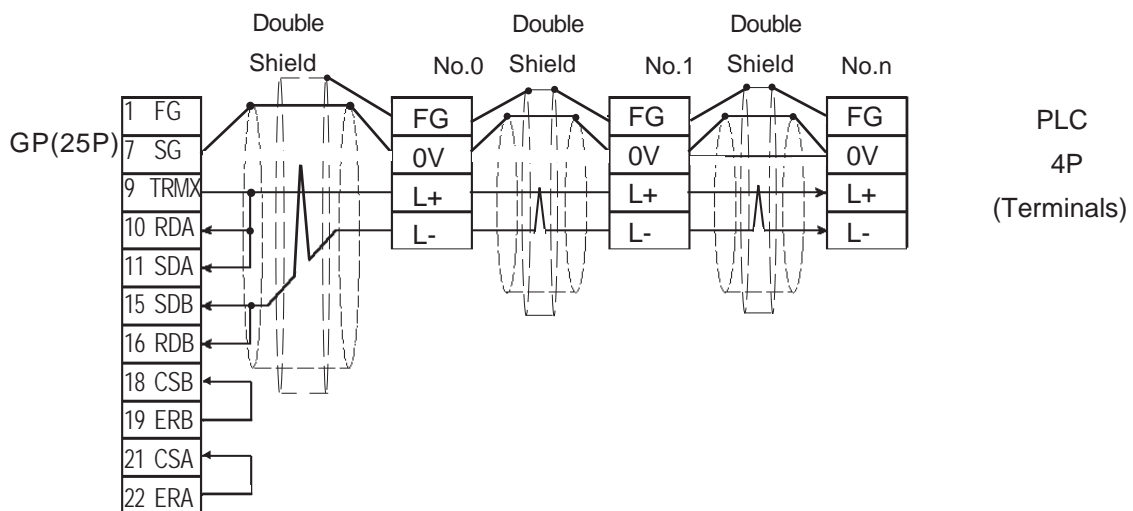 Double Double Double
Shield No.0 Shield No.1 Shield No.n
1 FG FG FG FG PLC
GP(25P) 7 SG 0V 0V 0V 4P
9 TRMX L+ L+ L+ (Terminals)
10 RDA L- L- L-
11 SDA
15 SDB
16 RDB
18 CSB
19 ERB
21 CSA
22 ERA